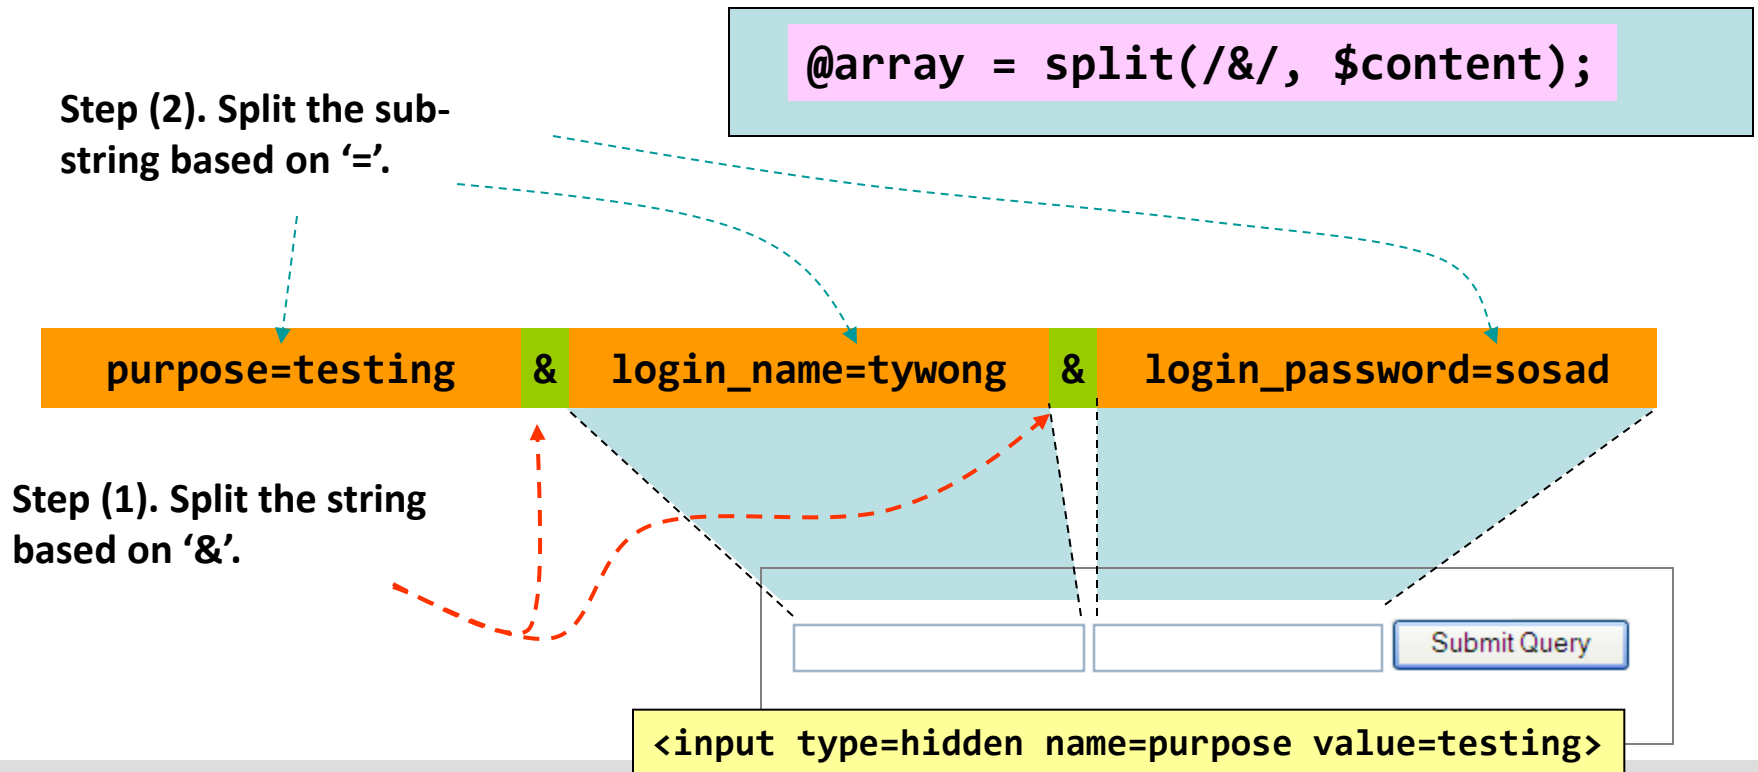 @array = split(/&/, $content);
Step (2). Split the sub-
string based on ‘=’.
purpose=testing & login_name=tywong & login_password=sosad
Step (1). Split the string
based on ‘&’.
Submit Query
<input type=hidden name=purpose value=testing>